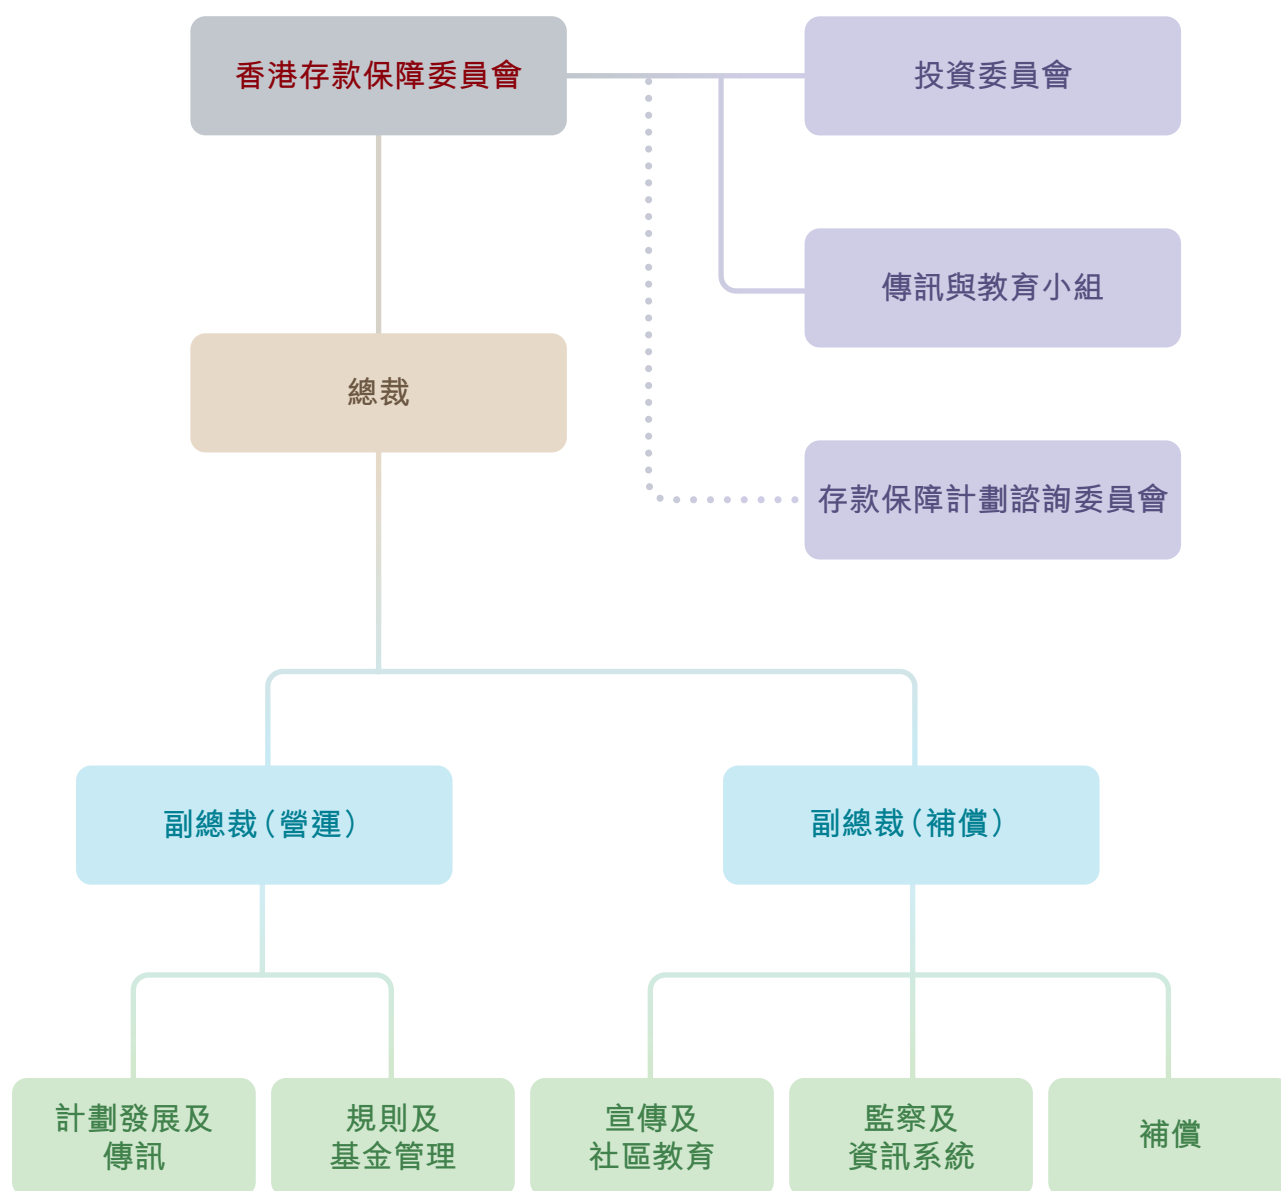 香港存款保障委員會
投資委員會
傳訊與教育小組
總裁
存款保障計劃諮詢委員會
副總裁（營運）
副總裁（補償）
計劃發展及
傳訊
規則及
基金管理
宣傳及
社區教育
監察及
資訊系統
補償